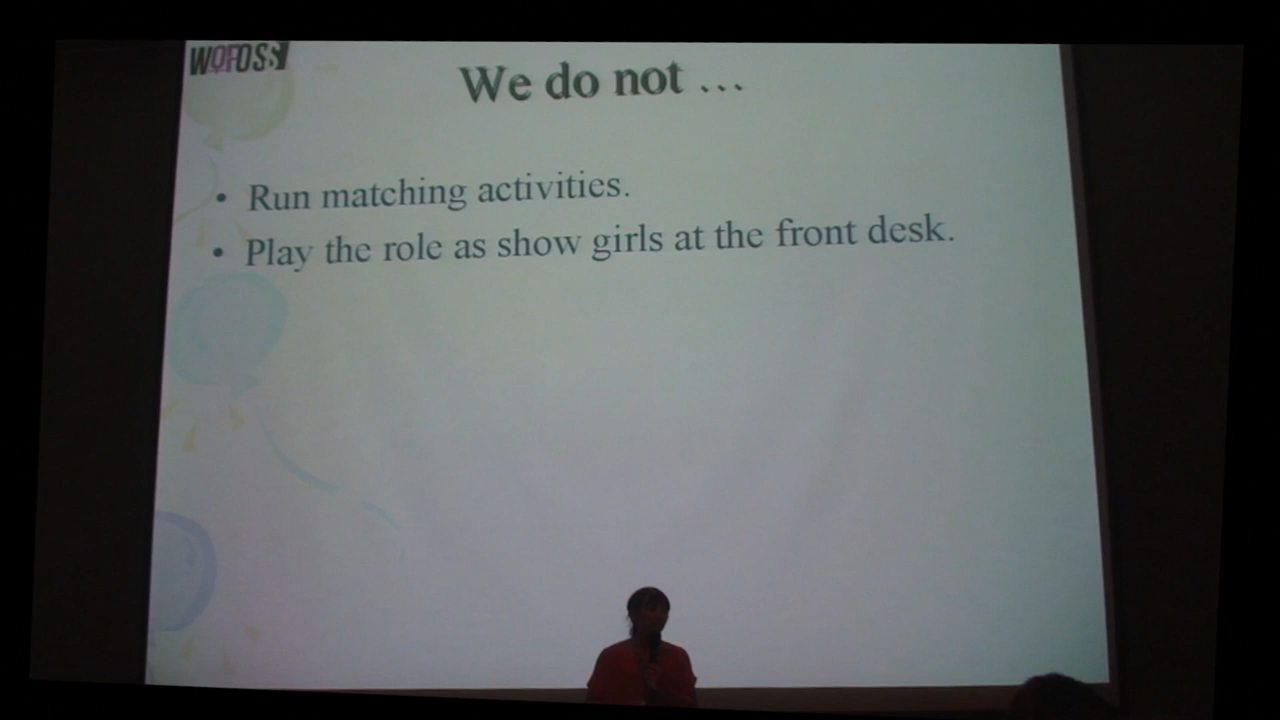 WOFOSS
We do not ...
• Run matching activities.
• Play the role as show girls at the front desk.